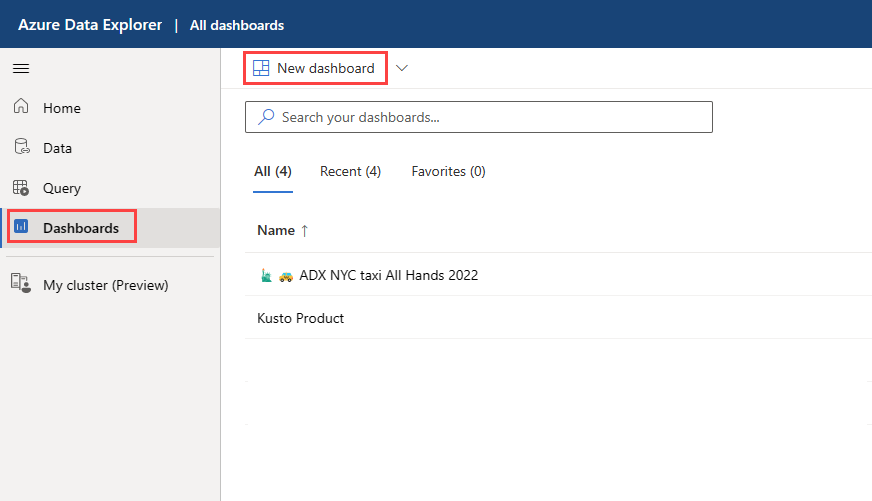 Azure Data Explorer | All dashboards
New dashboard
Home
Data
Query
Dashboards
My cluster (Preview)
Search your dashboards...
All (4) Recent (4) Favorites (0)
Name ↑
ADX NYC taxi All Hands 2022
Kusto Product